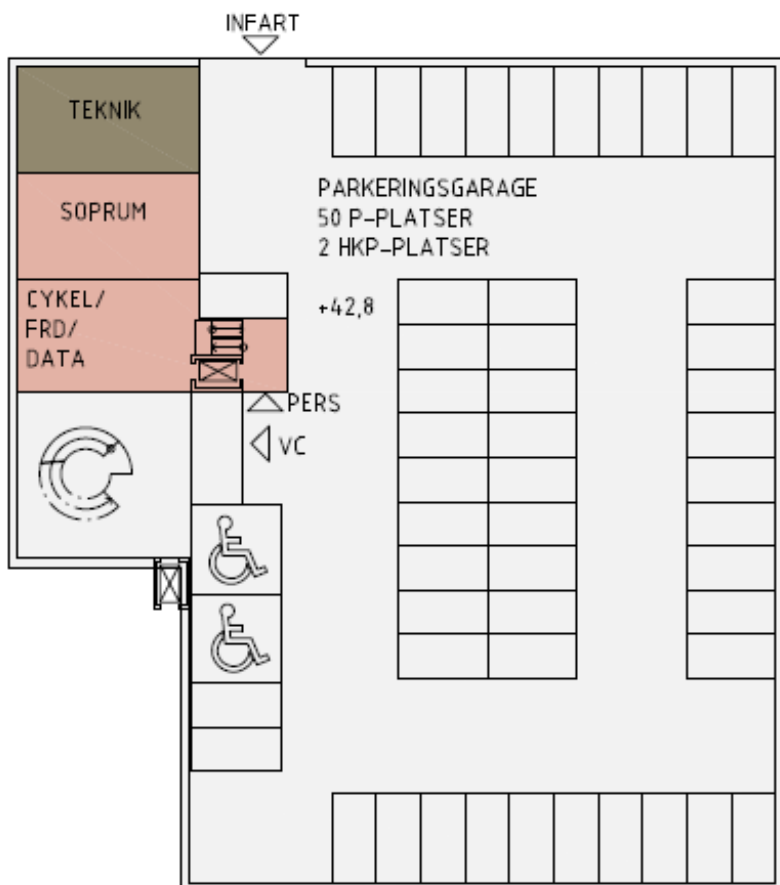 INFART
TEKNIK
SOPRUM
PARKERINGSGARAGE
50 P-PLATSER
2 HKP-PLATSER
CYKEL/
FRD/
DATA
+42,8
PERS
VC